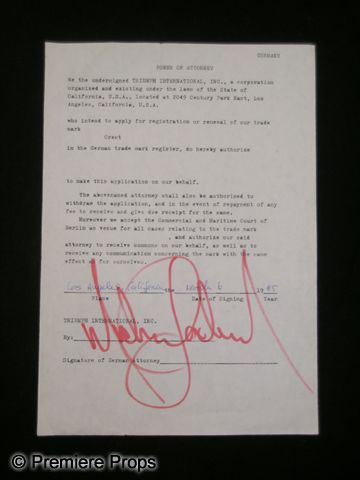 GERMANY
POWER OF ATTORNEY
We the undersigned TRIUMPH INTERNATIONAL, INC., a corporation
organized and existing under the laws of the State of
California, U.S.A., located at 2049 Century Park East, Los
Angeles, California, U.S.A.
who intend to apply for registration or renewal of our trade
mark
in the German trade mark register, do hereby authorize
to make this application on our behalf.
The abovenamed attorney shall also be authorized to
withdraw the application, and in the event of repayment of any
fee to receive and give due receipt for the same.
Moreover we accept the Commercial and Maritime Court of
Berlin as venue for all cases relating to the trade mark
, and authorize our said
attorney to receive summons on our behalf, as well as to
receive any communication concerning the mark with the same
effect as for ourselves.
Los Angeles, California the March 6 1985
Place Date of Signing Year
TRIUMPH INTERNATIONAL, INC.
By:
Signature of German Attorney
© Premiere Props